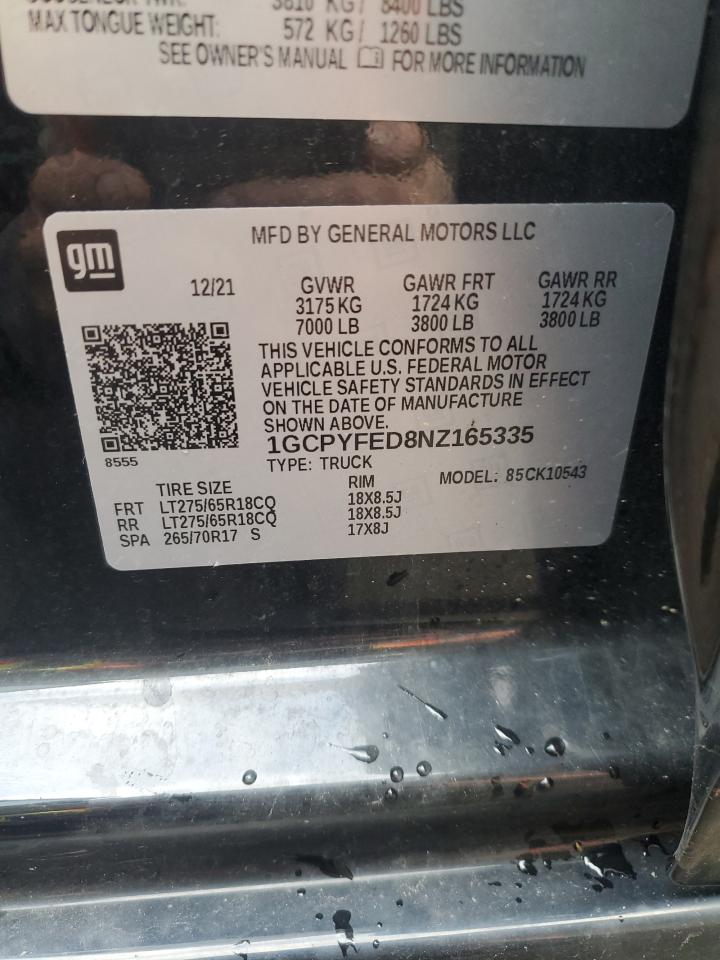 3810 KG / 8400 LBS
MAX TONGUE WEIGHT: 572 KG / 1260 LBS
SEE OWNER'S MANUAL FOR MORE INFORMATION
gm
MFD BY GENERAL MOTORS LLC
12/21 GVWR GAWR FRT GAWR RR
3175 KG 1724 KG 1724 KG
7000 LB 3800 LB 3800 LB
THIS VEHICLE CONFORMS TO ALL
APPLICABLE U.S. FEDERAL MOTOR
VEHICLE SAFETY STANDARDS IN EFFECT
ON THE DATE OF MANUFACTURE
SHOWN ABOVE.
1GCPYFED8NZ165335
8555
TYPE: TRUCK MODEL: 85CK10543
TIRE SIZE RIM
FRT LT275/65R18CQ 18X8.5J
RR LT275/65R18CQ 18X8.5J
SPA 265/70R17 S 17X8J